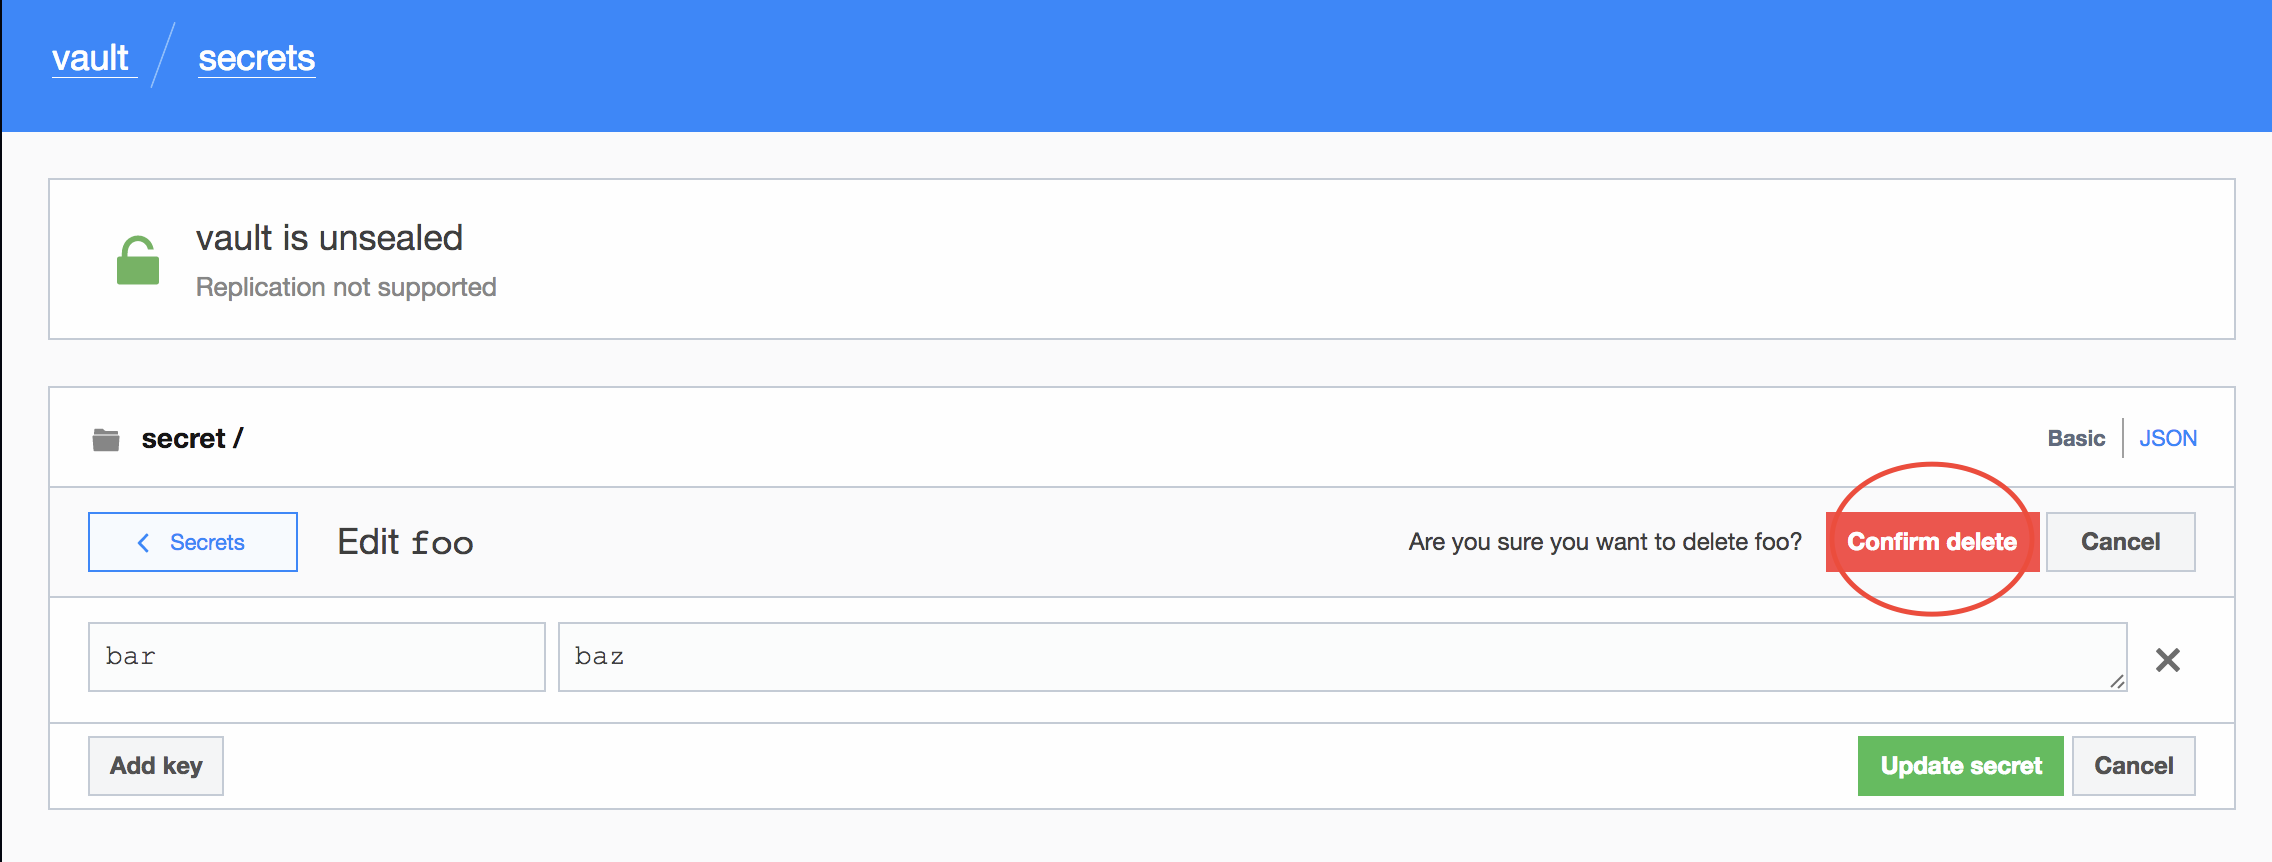 vault / secrets
vault is unsealed
Replication not supported
secret /
Basic JSON
Secrets Edit foo Are you sure you want to delete foo? Confirm delete Cancel
bar baz
Add key Update secret Cancel